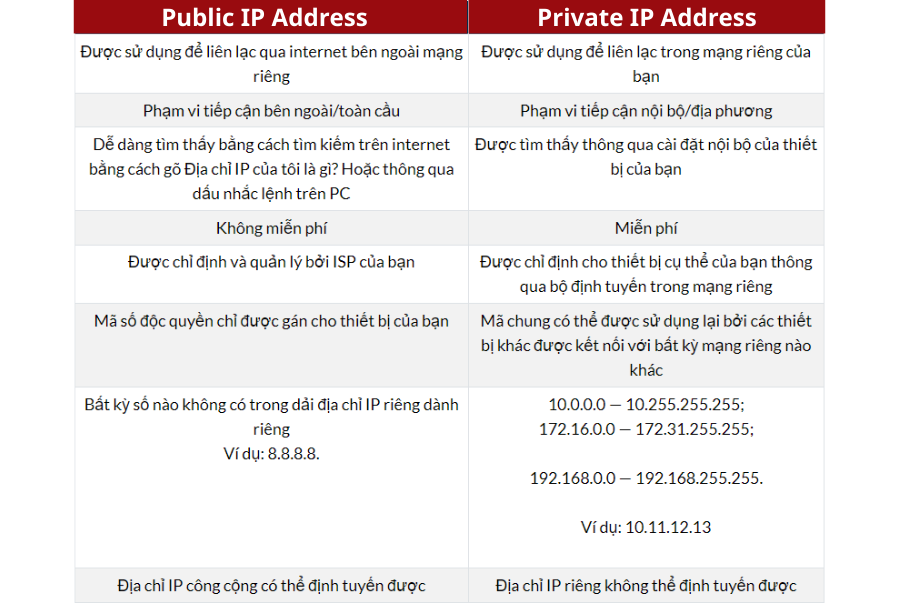 Public IP Address
Private IP Address
Được sử dụng để liên lạc qua internet bên ngoài mạng
riêng
Được sử dụng để liên lạc trong mạng riêng của
bạn
Phạm vi tiếp cận bên ngoài/toàn cầu
Phạm vi tiếp cận nội bộ/địa phương
Dễ dàng tìm thấy bằng cách tìm kiếm trên internet
bằng cách gõ Địa chỉ IP của tôi là gì? Hoặc thông qua
dấu nhắc lệnh trên PC
Được tìm thấy thông qua cài đặt nội bộ của thiết
bị của bạn
Không miễn phí
Miễn phí
Được chỉ định và quản lý bởi ISP của bạn
Được chỉ định cho thiết bị cụ thể của bạn thông
qua bộ định tuyến trong mạng riêng
Mã số độc quyền chỉ được gán cho thiết bị của bạn
Mã chung có thể được sử dụng lại bởi các thiết
bị khác được kết nối với bất kỳ mạng riêng nào
khác
Bất kỳ số nào không có trong dải địa chỉ IP riêng dành
riêng
Ví dụ: 8.8.8.8.
10.0.0.0 — 10.255.255.255;
172.16.0.0 — 172.31.255.255;
192.168.0.0 — 192.168.255.255.
Ví dụ: 10.11.12.13
Địa chỉ IP công cộng có thể định tuyến được
Địa chỉ IP riêng không thể định tuyến được